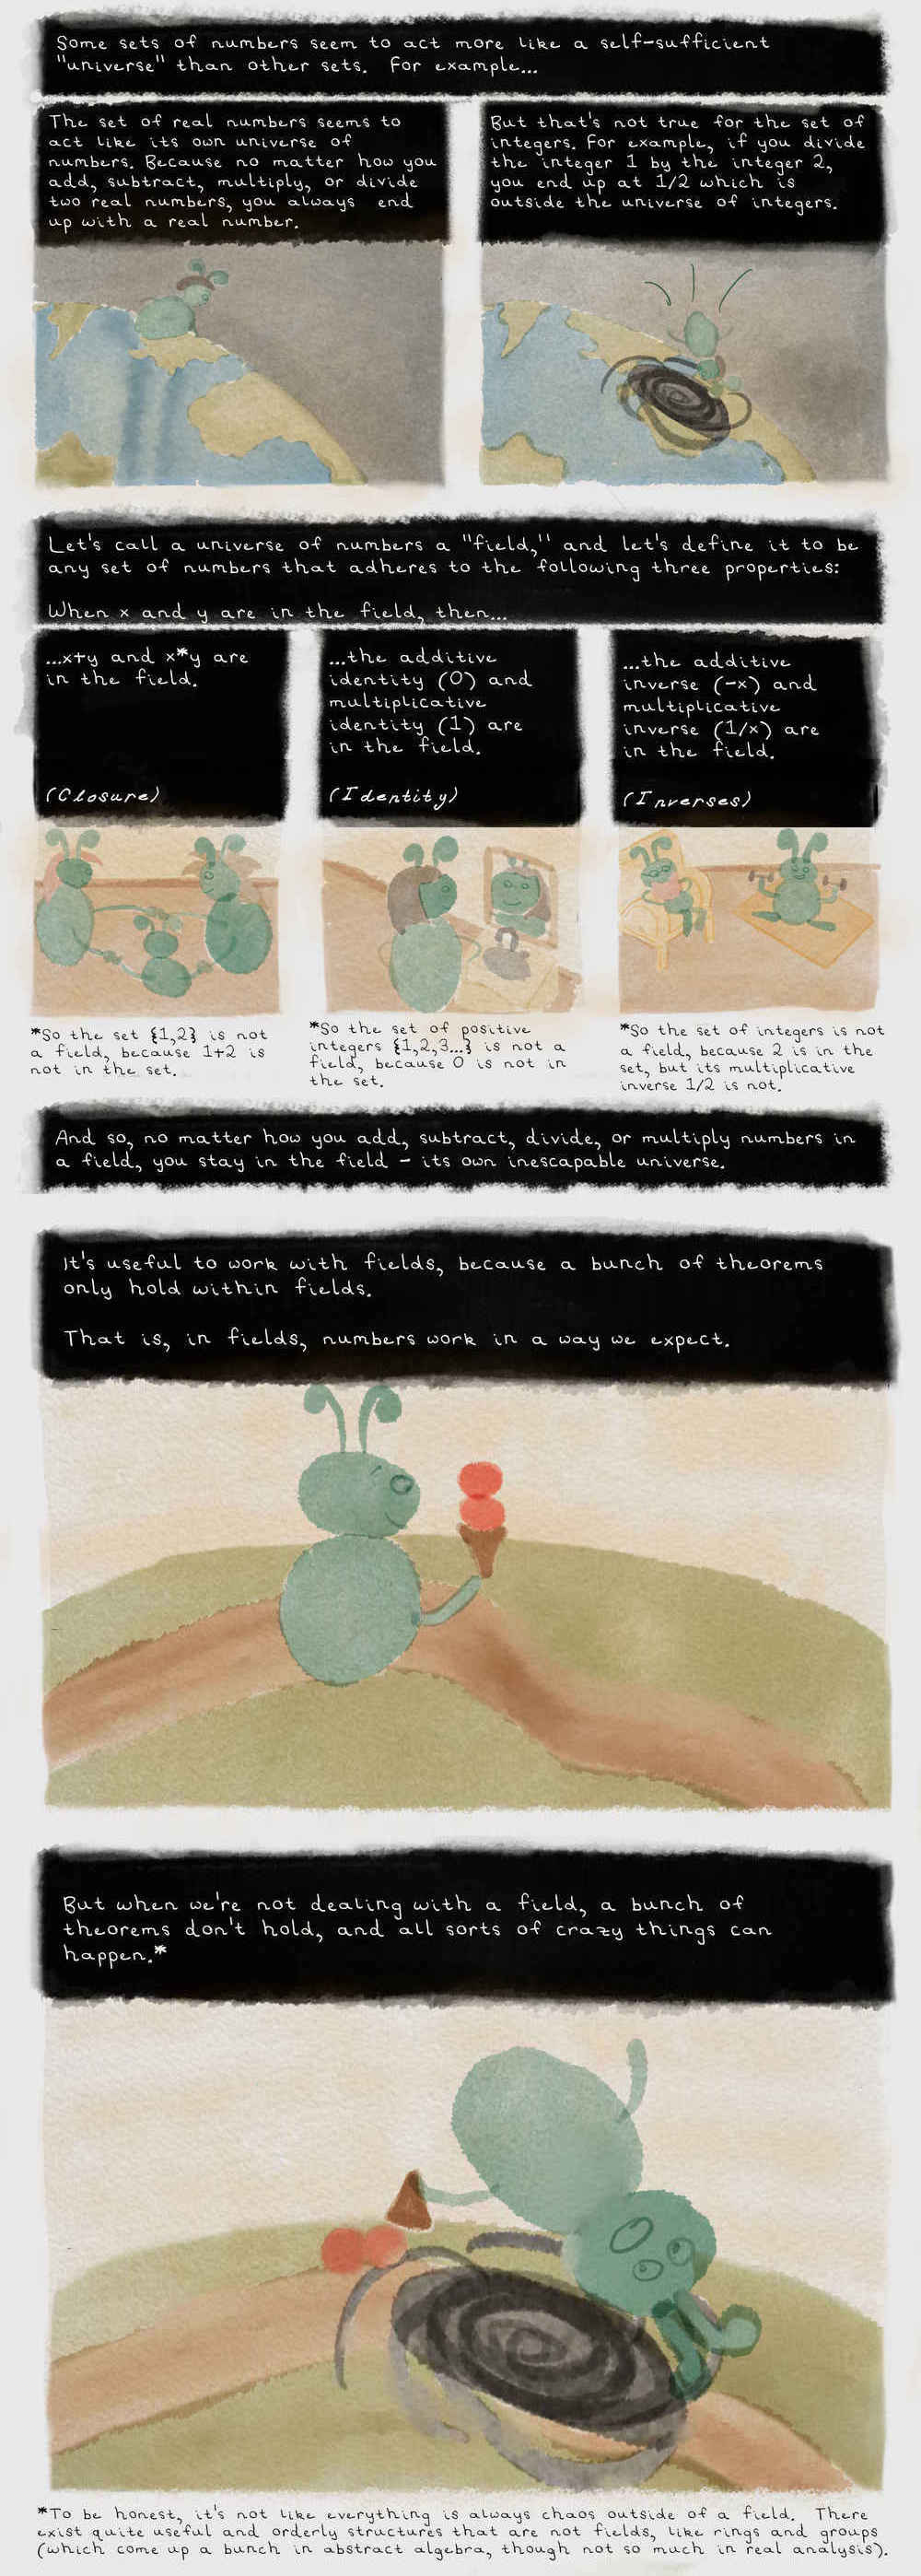 Some sets of numbers seem to act more like a self-sufficient
"universe" than other sets. For example...
The set of real numbers seems to
act like its own universe of
numbers. Because no matter how you
add, subtract, multiply, or divide
two real numbers, you always end
up with a real number.
But that's not true for the set of
integers. For example, if you divide
the integer 1 by the integer 2,
you end up at 1/2 which is
outside the universe of integers.
Let's call a universe of numbers a "field," and let's define it to be
any set of numbers that adheres to the following three properties:
When x and y are in the field, then...
...x+y and x*y are
in the field.
(Closure)
...the additive
identity (0) and
multiplicative
identity (1) are
in the field.
(Identity)
...the additive
inverse (-x) and
multiplicative
inverse (1/x) are
in the field.
(Inverses)
*So the set {1,2} is not
a field, because 1+2 is
not in the set.
*So the set of positive
integers {1,2,3...} is not a
field, because 0 is not in
the set.
*So the set of integers is not
a field, because 2 is in the
set, but its multiplicative
inverse 1/2 is not.
And so, no matter how you add, subtract, divide, or multiply numbers in
a field, you stay in the field - its own inescapable universe.
It's useful to work with fields, because a bunch of theorems
only hold within fields.
That is, in fields, numbers work in a way we expect.
But when we're not dealing with a field, a bunch of
theorems don't hold, and all sorts of crazy things can
happen.*
*To be honest, it's not like everything is always chaos outside of a field. There
exist quite useful and orderly structures that are not fields, like rings and groups
(which come up a bunch in abstract algebra, though not so much in real analysis).